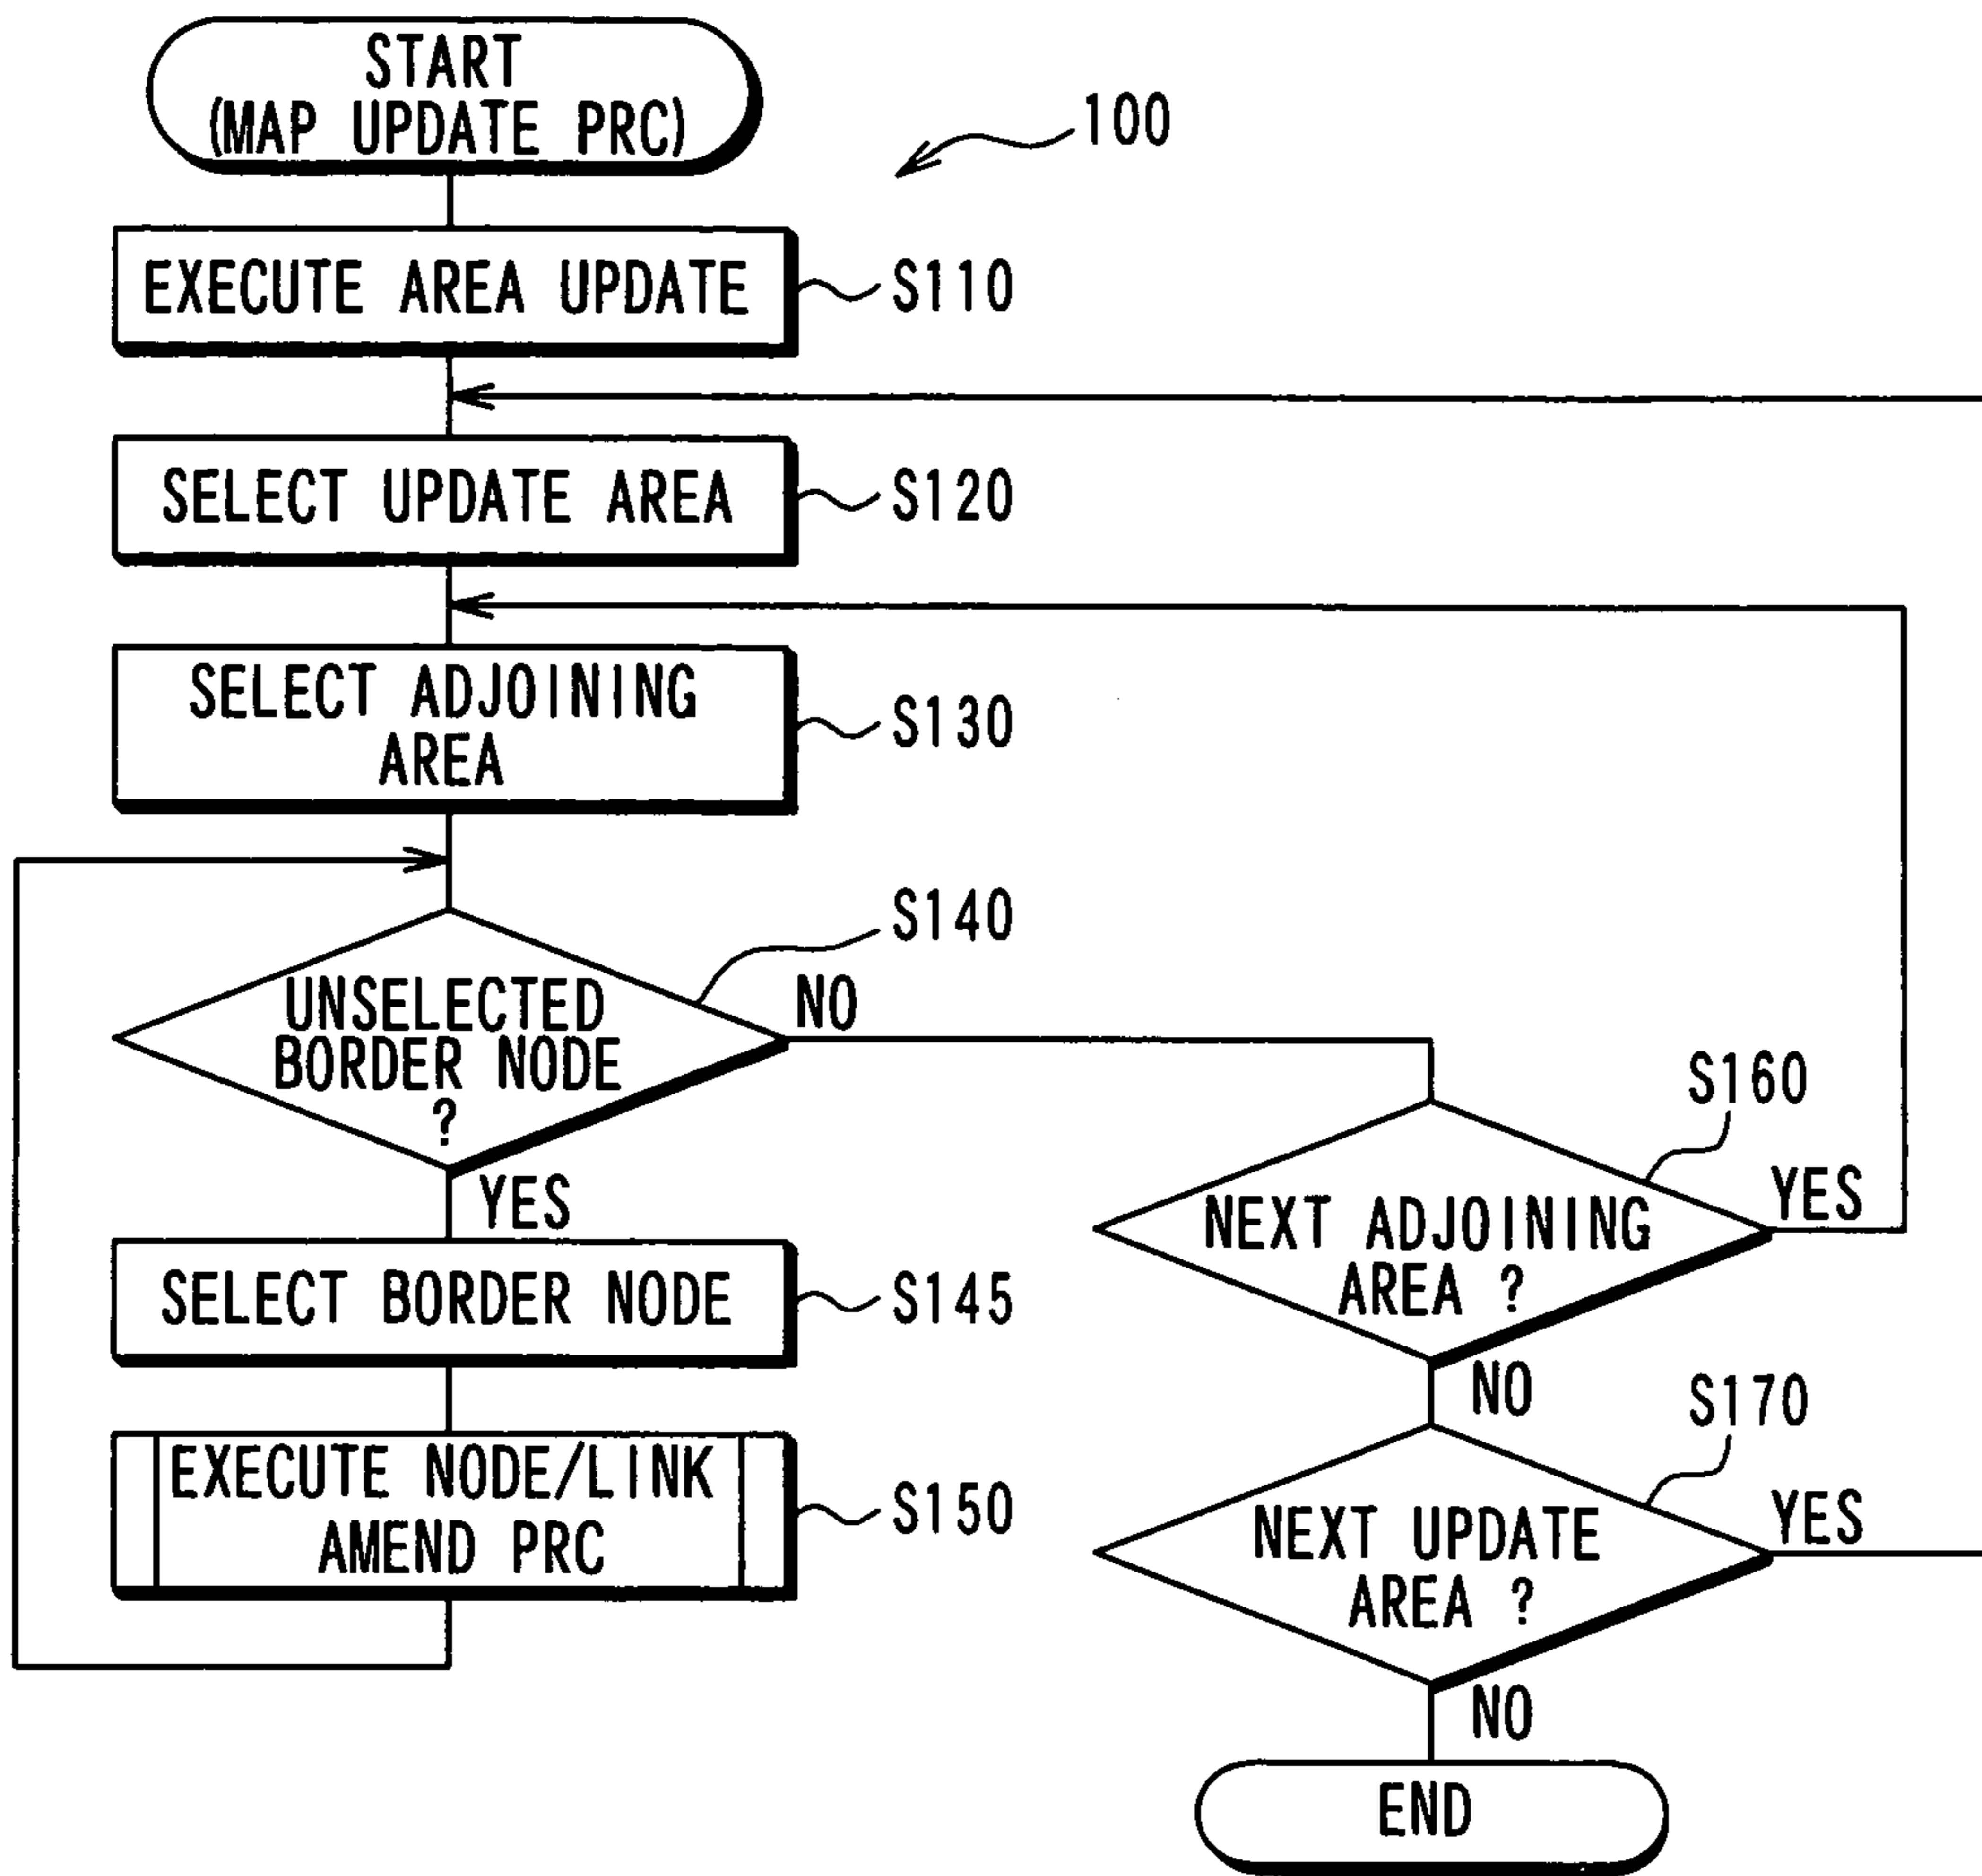 START
(MAP UPDATE PRC)
100
EXECUTE AREA UPDATE
S110
SELECT UPDATE AREA
S120
SELECT ADJOINING
AREA
S130
S140
UNSELECTED
BORDER NODE
?
NO
YES
SELECT BORDER NODE
S145
EXECUTE NODE/LINK
AMEND PRC
S150
S160
NEXT ADJOINING
AREA ?
YES
NO
S170
NEXT UPDATE
AREA ?
YES
NO
END